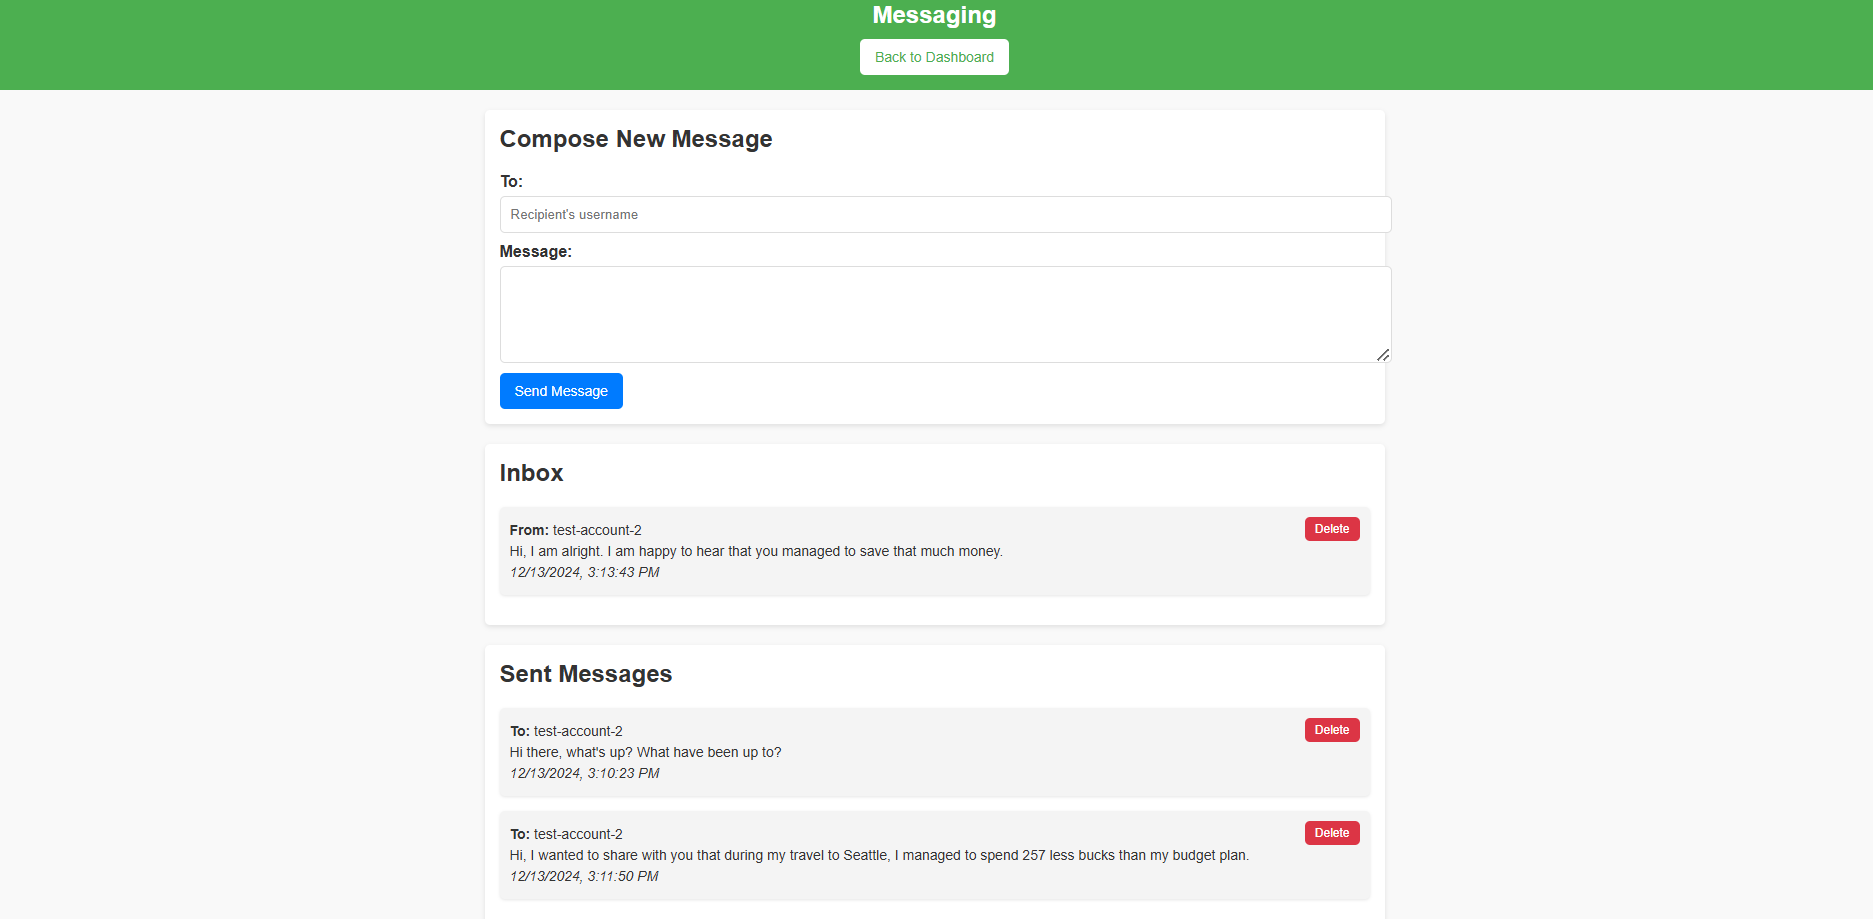 Messaging
Back to Dashboard
Compose New Message
To:
Recipient's username
Message:
Send Message
Inbox
From: test-account-2
Delete
Hi, I am alright. I am happy to hear that you managed to save that much money.
12/13/2024, 3:13:43 PM
Sent Messages
To: test-account-2
Delete
Hi there, what's up? What have been up to?
12/13/2024, 3:10:23 PM
To: test-account-2
Delete
Hi, I wanted to share with you that during my travel to Seattle, I managed to spend 257 less bucks than my budget plan.
12/13/2024, 3:11:50 PM